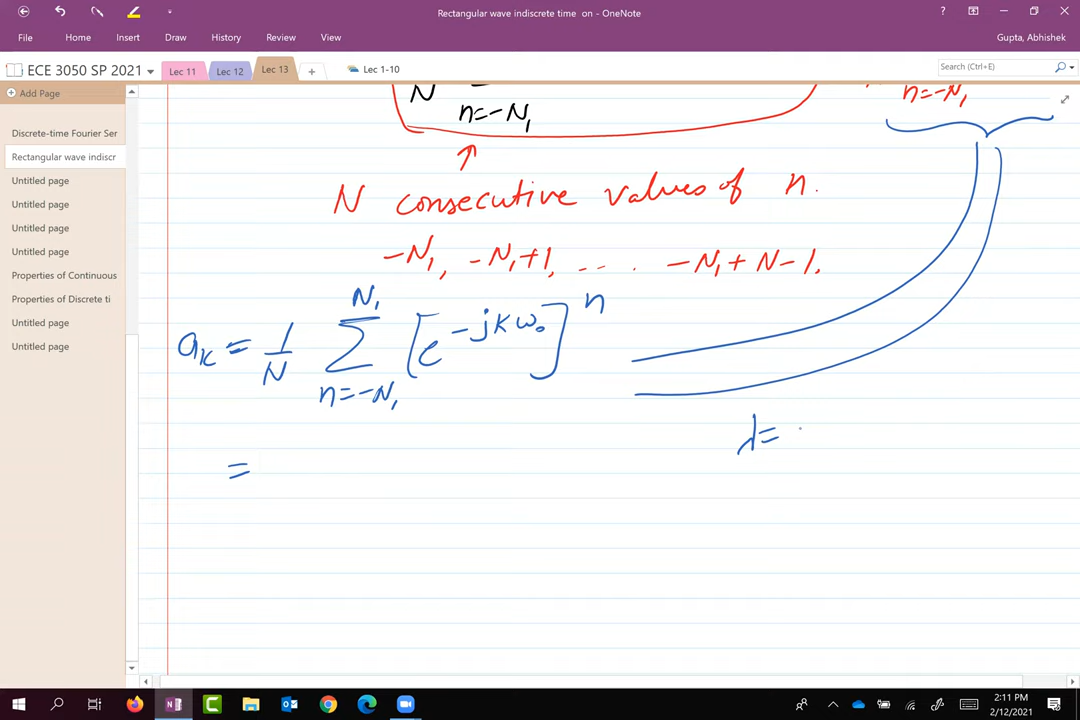 Rectangular wave indiscrete time on - OneNote
File Home Insert Draw History Review View Gupta, Abhishek
ECE 3050 SP 2021 Lec 11 Lec 12 Lec 13 + Lec 1-10 Search (Ctrl+E)
Add Page
Discrete-time Fourier Ser
Rectangular wave indiscr
Untitled page
Untitled page
Untitled page
Untitled page
Properties of Continuous
Properties of Discrete ti
Untitled page
Untitled page
N n=-N₁
n=-N₁
N consecutive values of n.
-N₁, -N₁+1, .... -N₁+N-1.
aₖ = 1/N ∑_{n=-N₁}^{N₁} [e^{-jkω₀}]^n
λ=
=
2:11 PM
2/12/2021